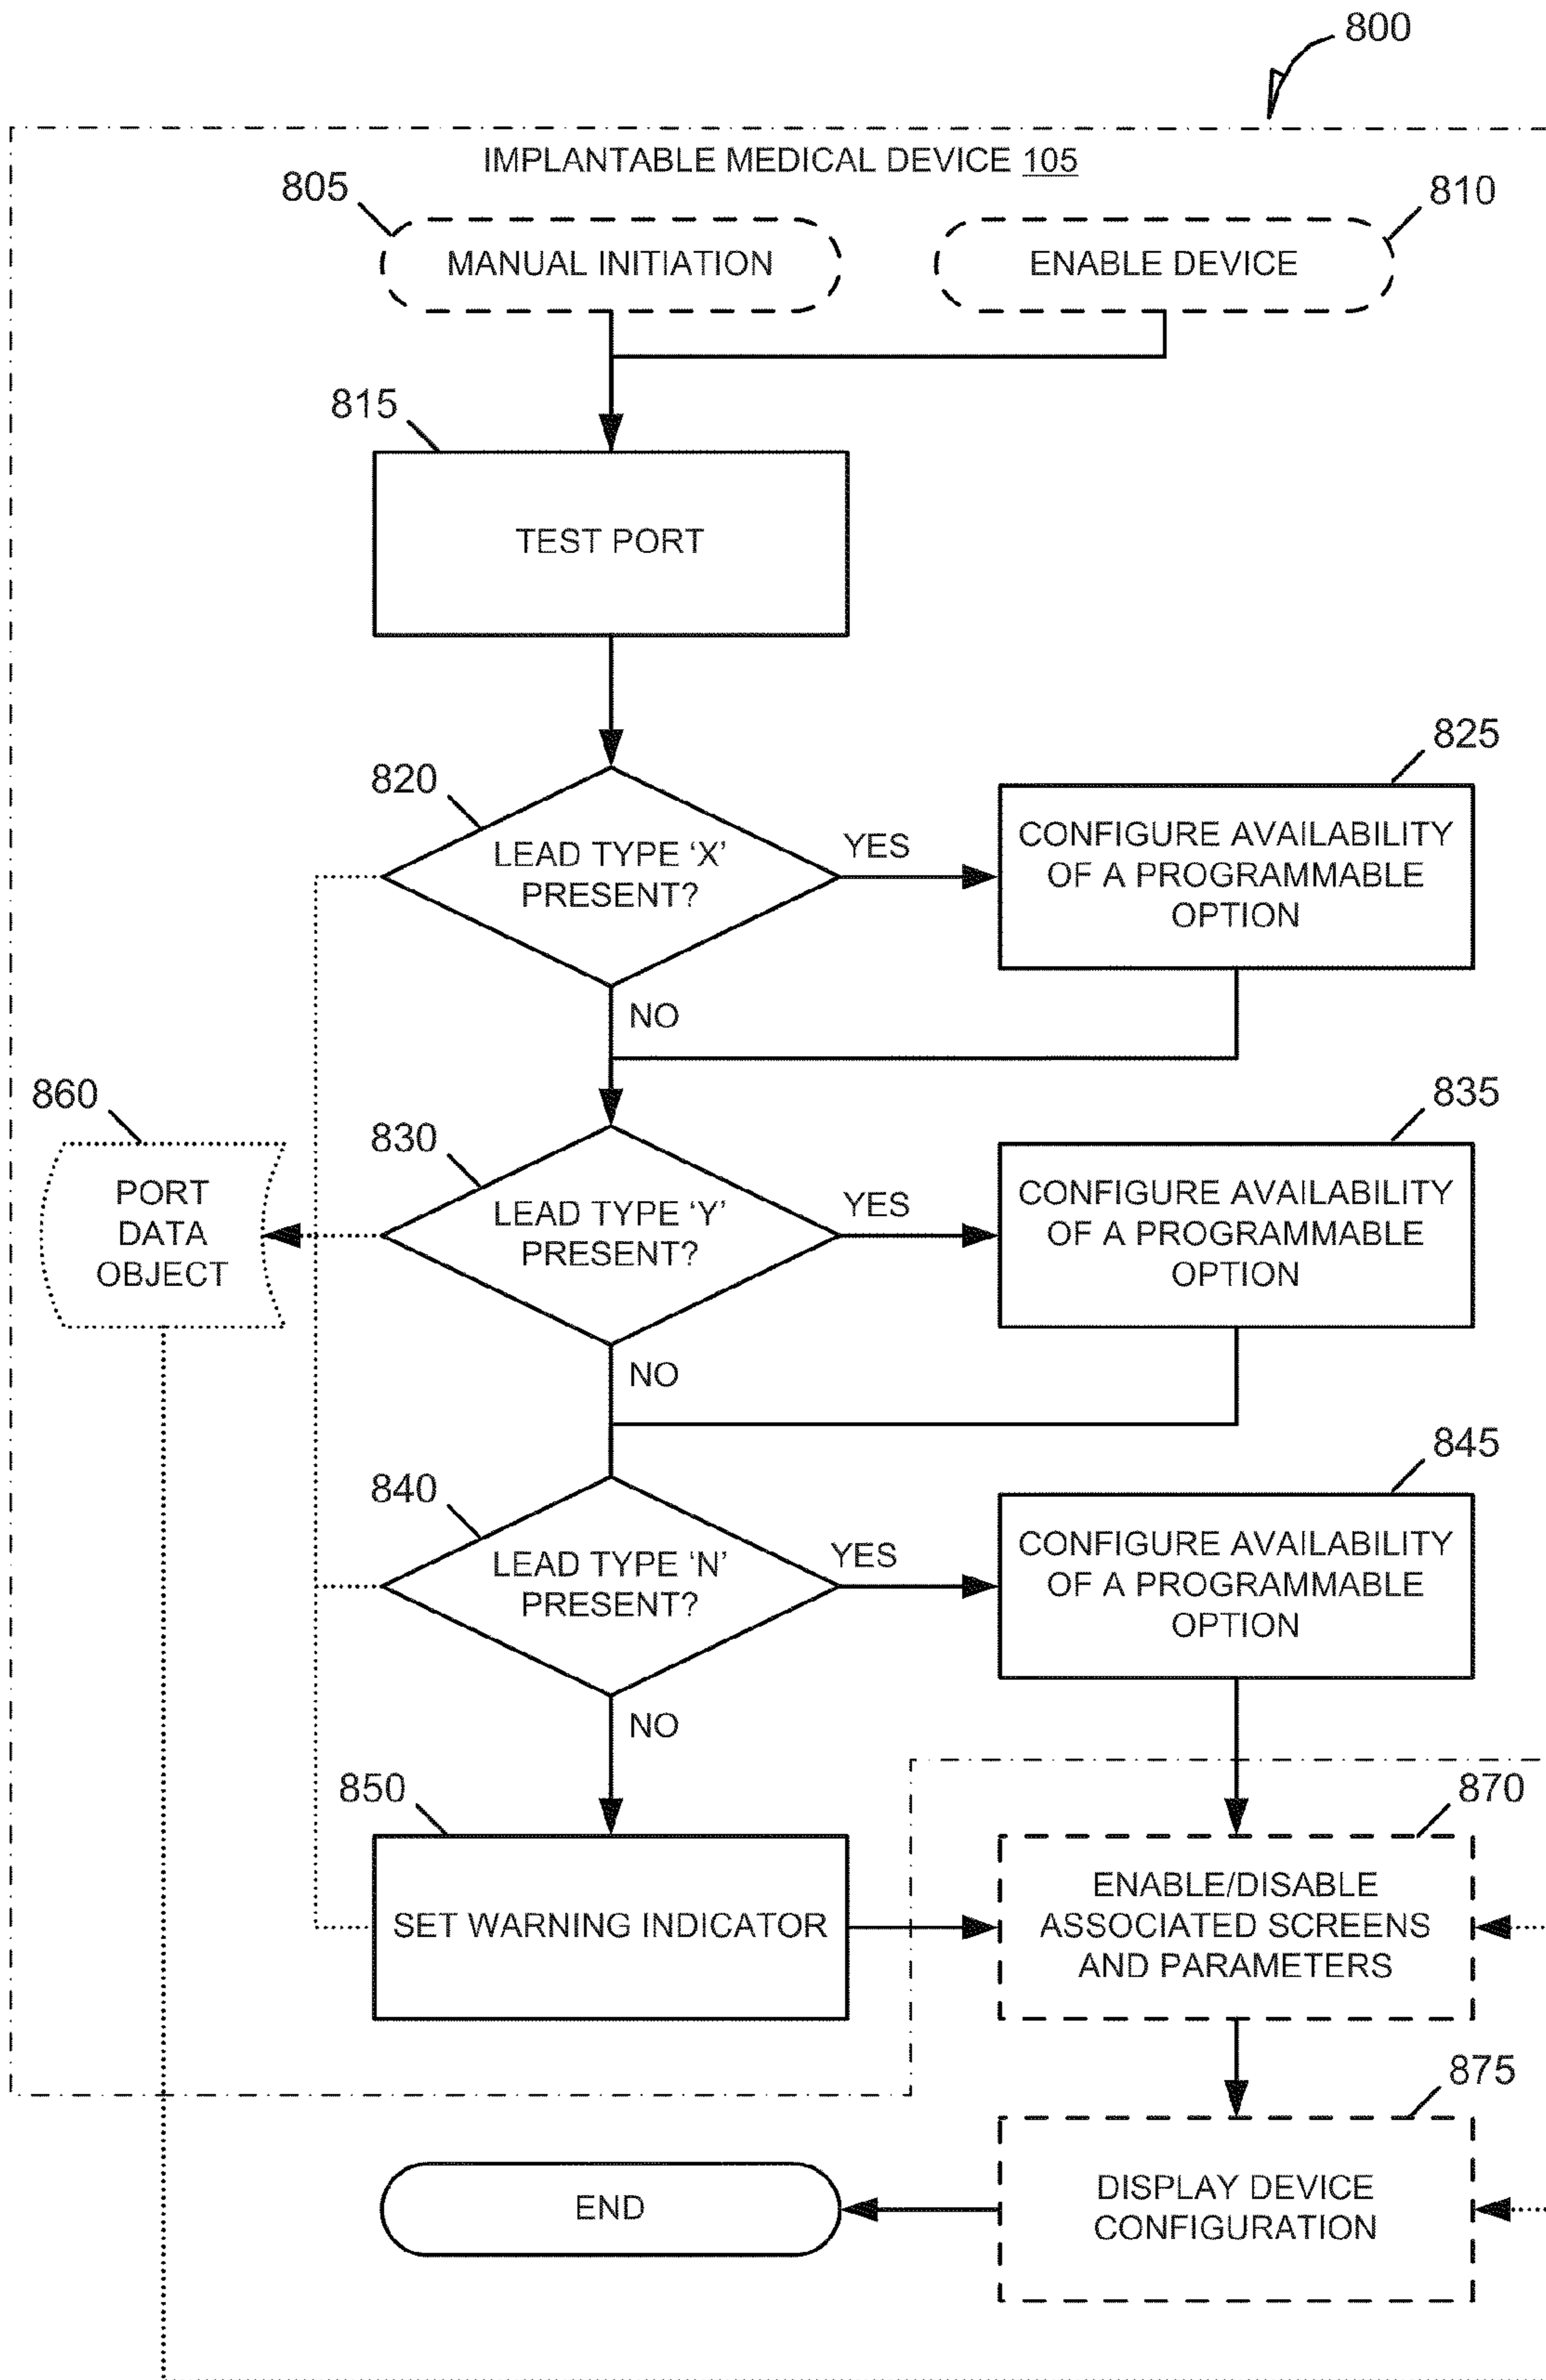 800
IMPLANTABLE MEDICAL DEVICE 105
805
810
MANUAL INITIATION
ENABLE DEVICE
815
TEST PORT
820
825
LEAD TYPE ‘X’
PRESENT?
YES
CONFIGURE AVAILABILITY
OF A PROGRAMMABLE
OPTION
NO
860
830
835
PORT
DATA
OBJECT
LEAD TYPE ‘Y’
PRESENT?
YES
CONFIGURE AVAILABILITY
OF A PROGRAMMABLE
OPTION
NO
840
845
LEAD TYPE ‘N’
PRESENT?
YES
CONFIGURE AVAILABILITY
OF A PROGRAMMABLE
OPTION
NO
850
870
SET WARNING INDICATOR
ENABLE/DISABLE
ASSOCIATED SCREENS
AND PARAMETERS
875
END
DISPLAY DEVICE
CONFIGURATION